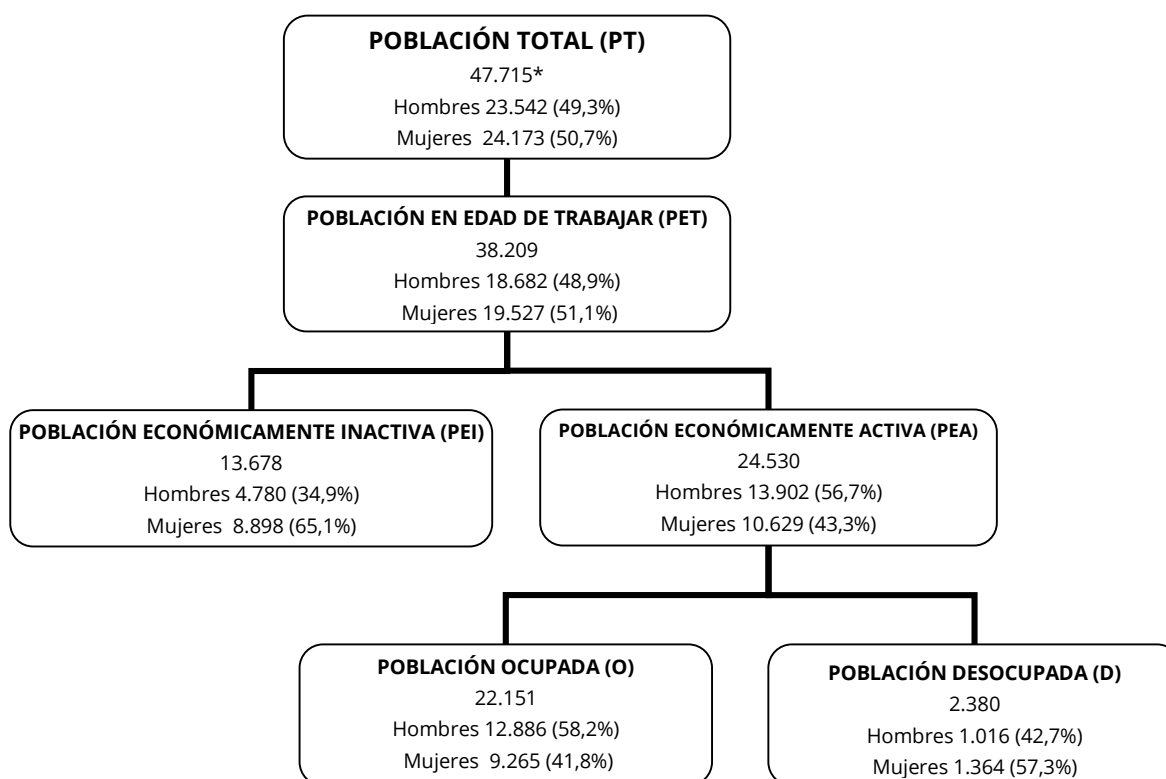 POBLACIÓN TOTAL (PT)
47.715*
Hombres 23.542 (49,3%)
Mujeres 24.173 (50,7%)
POBLACIÓN EN EDAD DE TRABAJAR (PET)
38.209
Hombres 18.682 (48,9%)
Mujeres 19.527 (51,1%)
POBLACIÓN ECONÓMICAMENTE INACTIVA (PEI)
13.678
Hombres 4.780 (34,9%)
Mujeres 8.898 (65,1%)
POBLACIÓN ECONÓMICAMENTE ACTIVA (PEA)
24.530
Hombres 13.902 (56,7%)
Mujeres 10.629 (43,3%)
POBLACIÓN OCUPADA (O)
22.151
Hombres 12.886 (58,2%)
Mujeres 9.265 (41,8%)
POBLACIÓN DESOCUPADA (D)
2.380
Hombres 1.016 (42,7%)
Mujeres 1.364 (57,3%)